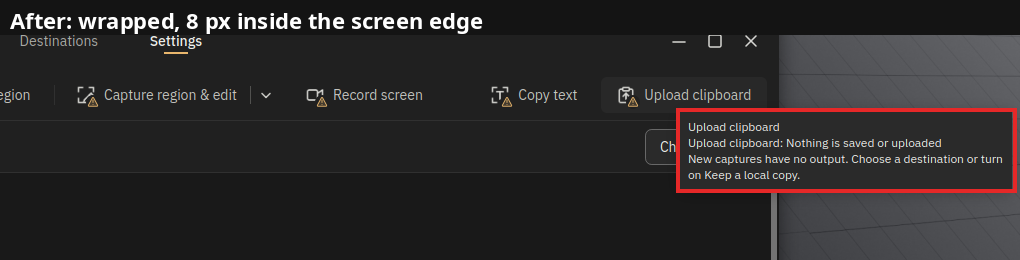 After: wrapped, 8 px inside the screen edge
Destinations Settings
egion Capture region & edit Record screen Copy text Upload clipboard
Ch
Upload clipboard
Upload clipboard: Nothing is saved or uploaded
New captures have no output. Choose a destination or turn
on Keep a local copy.